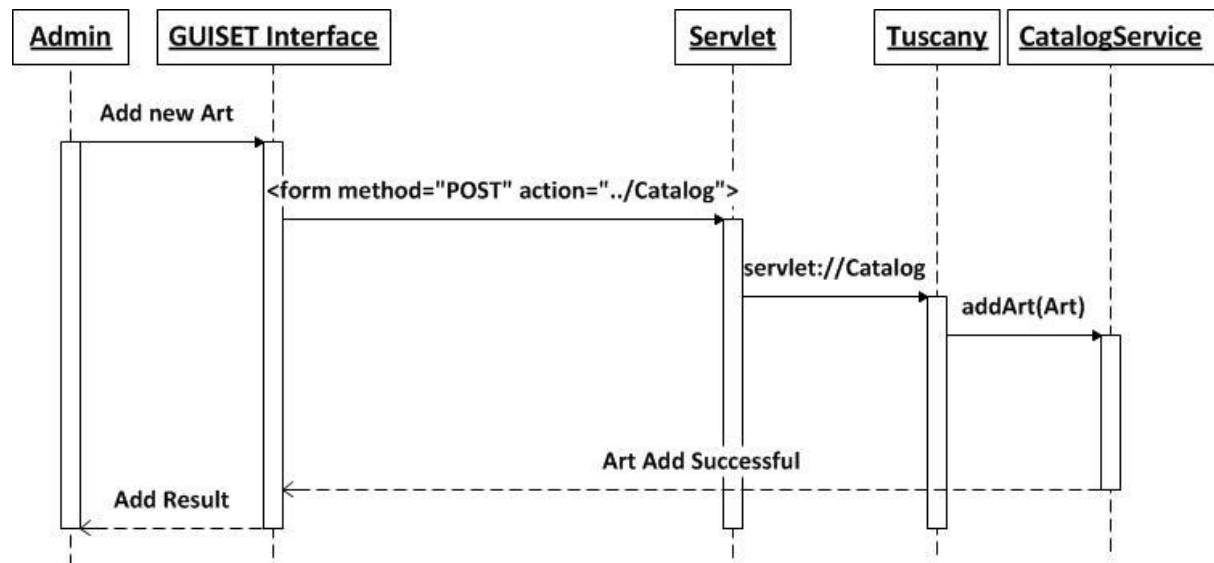 Admin
GUISET Interface
Servlet
Tuscany
CatalogService
Add new Art
<form method="POST" action="../Catalog">
servlet://Catalog
addArt(Art)
Art Add Successful
Add Result